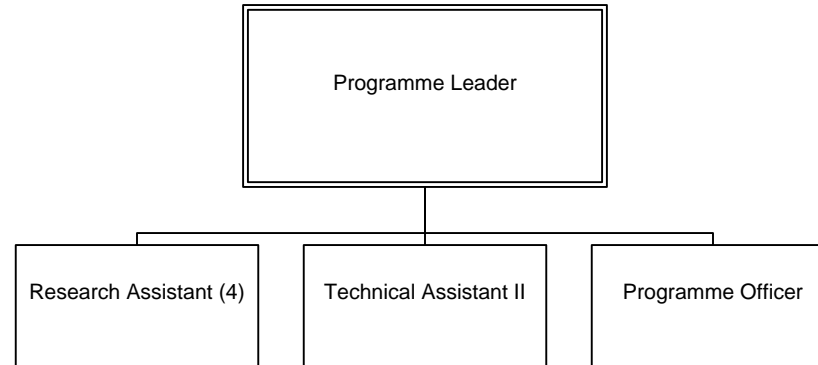 Programme Leader
Research Assistant (4)
Technical Assistant II
Programme Officer